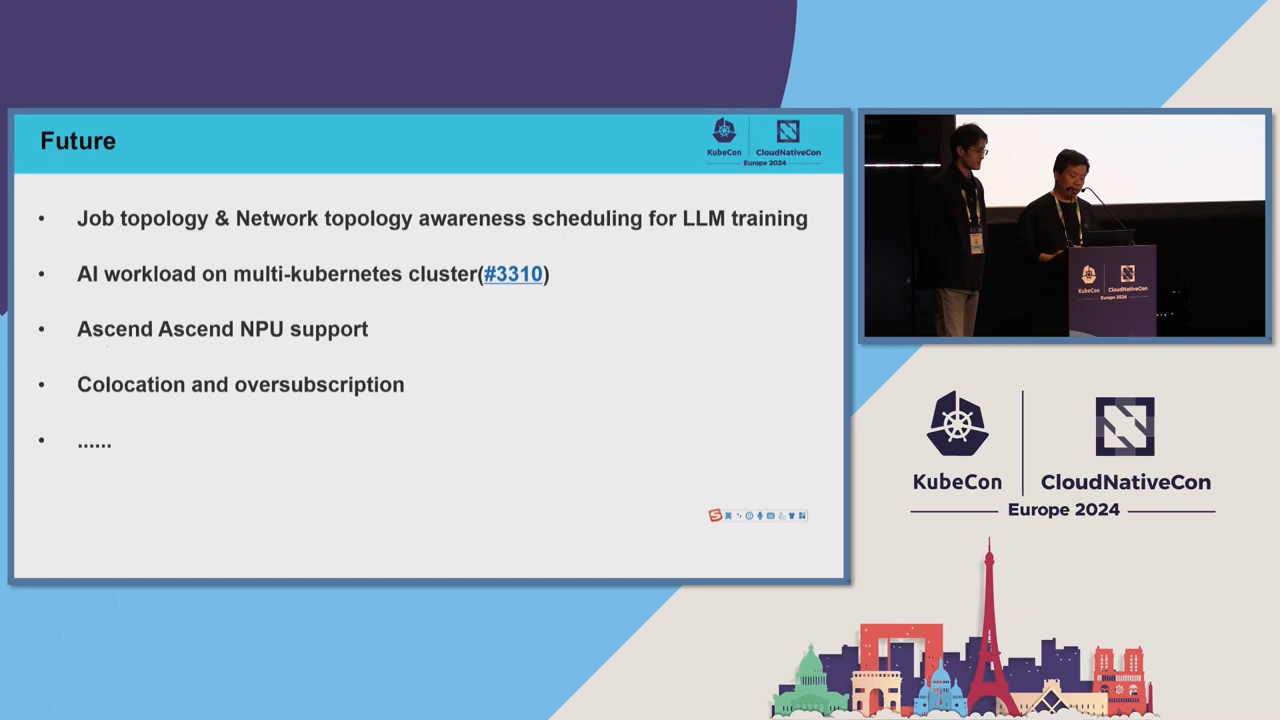 Future
KubeCon
CloudNativeCon
Europe 2024
• Job topology & Network topology awareness scheduling for LLM training
• AI workload on multi-kubernetes cluster(#3310)
• Ascend Ascend NPU support
• Colocation and oversubscription
• ......
S 英
KubeCon
CloudNativeCon
Europe 2024
KubeCon
CloudNativeCon
Europe 2024